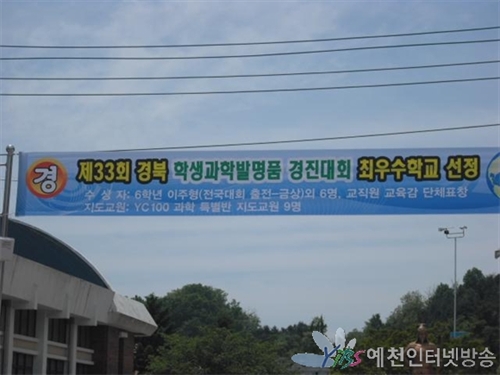 경 제33회 경북 학생과학발명품 경진대회 최우수학교 선정
수 상 자: 6학년 이주형(전국대회 출전-금상)외 6명, 교직원 교육감 단체표창
지도교원: YC100 과학 특별반 지도교원 9명
예천인터넷방송